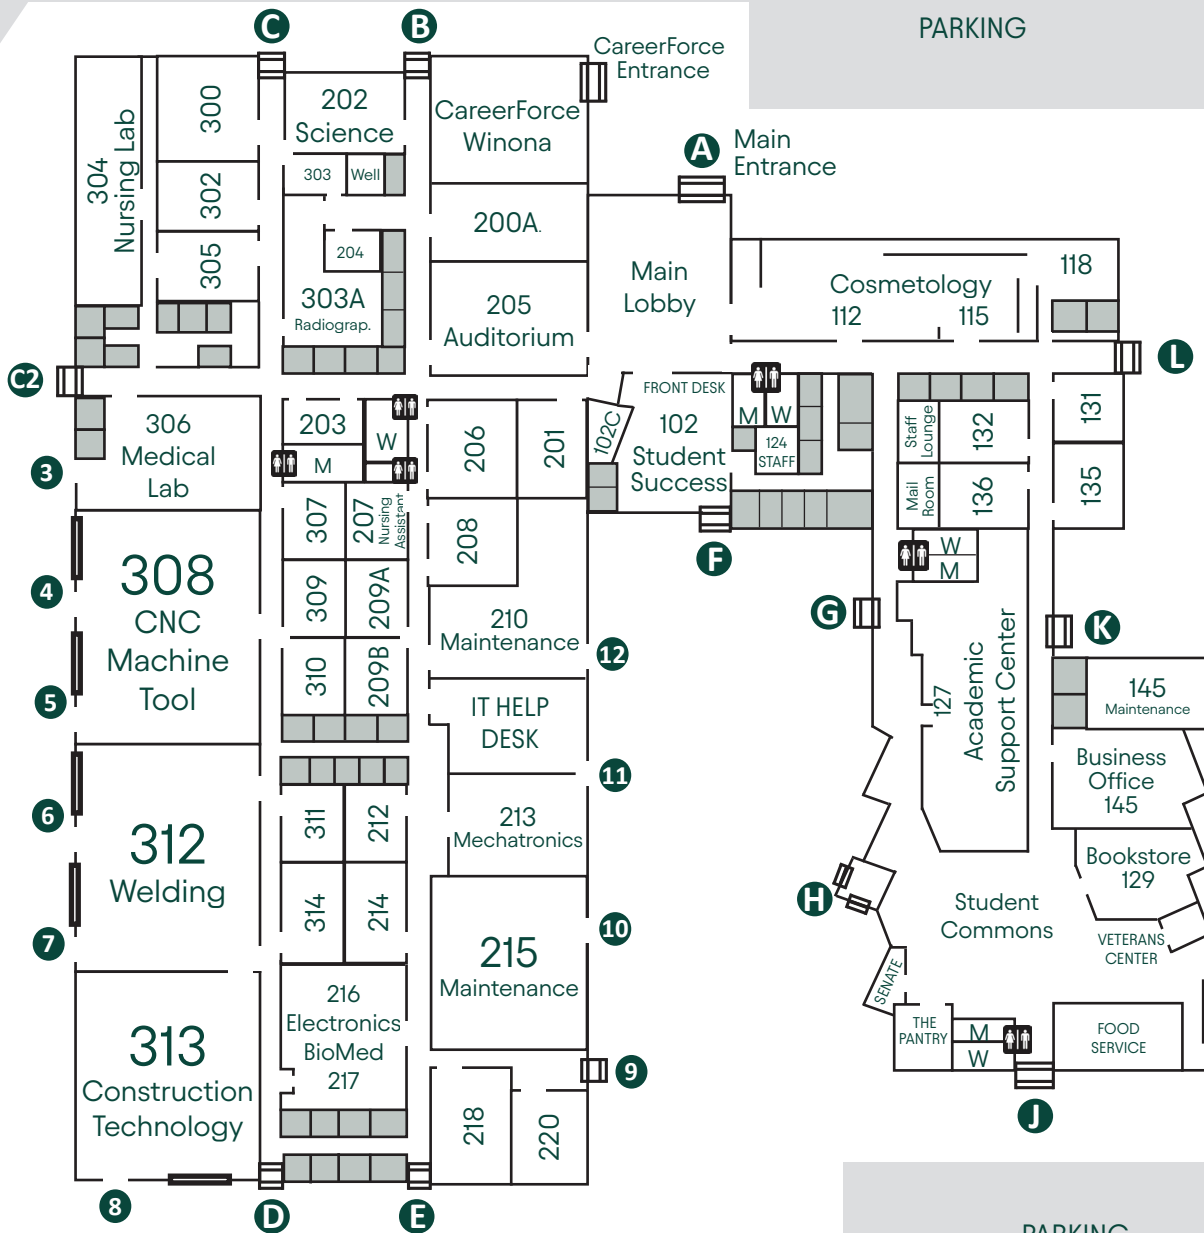 PARKING
C
B
CareerForce
Entrance
A
Main
Entrance
304
Nursing Lab
300
302
305
202
Science
303
Well
204
303A
Radiograp.
CareerForce
Winona
200A.
205
Auditorium
Main
Lobby
Cosmetology
112
115
118
L
C2
306
Medical
Lab
203
M
W
206
201
102C
FRONT DESK
102
Student
Success
M
W
124
STAFF
Staff
Lounge
132
131
Mail
Room
136
135
3
307
207
Nursing
Assistant
208
F
W
M
308
CNC
Machine
Tool
4
309
209A
210
Maintenance
12
G
K
5
310
209B
IT HELP
DESK
127
Academic
Support Center
145
Maintenance
11
Business
Office
145
6
311
212
213
Mechatronics
312
Welding
Bookstore
129
H
7
314
214
215
Maintenance
10
Student
Commons
VETERANS
CENTER
SENATE
216
Electronics
BioMed
217
THE
PANTRY
M
W
FOOD
SERVICE
313
Construction
Technology
9
218
220
J
8
D
E
PARKING